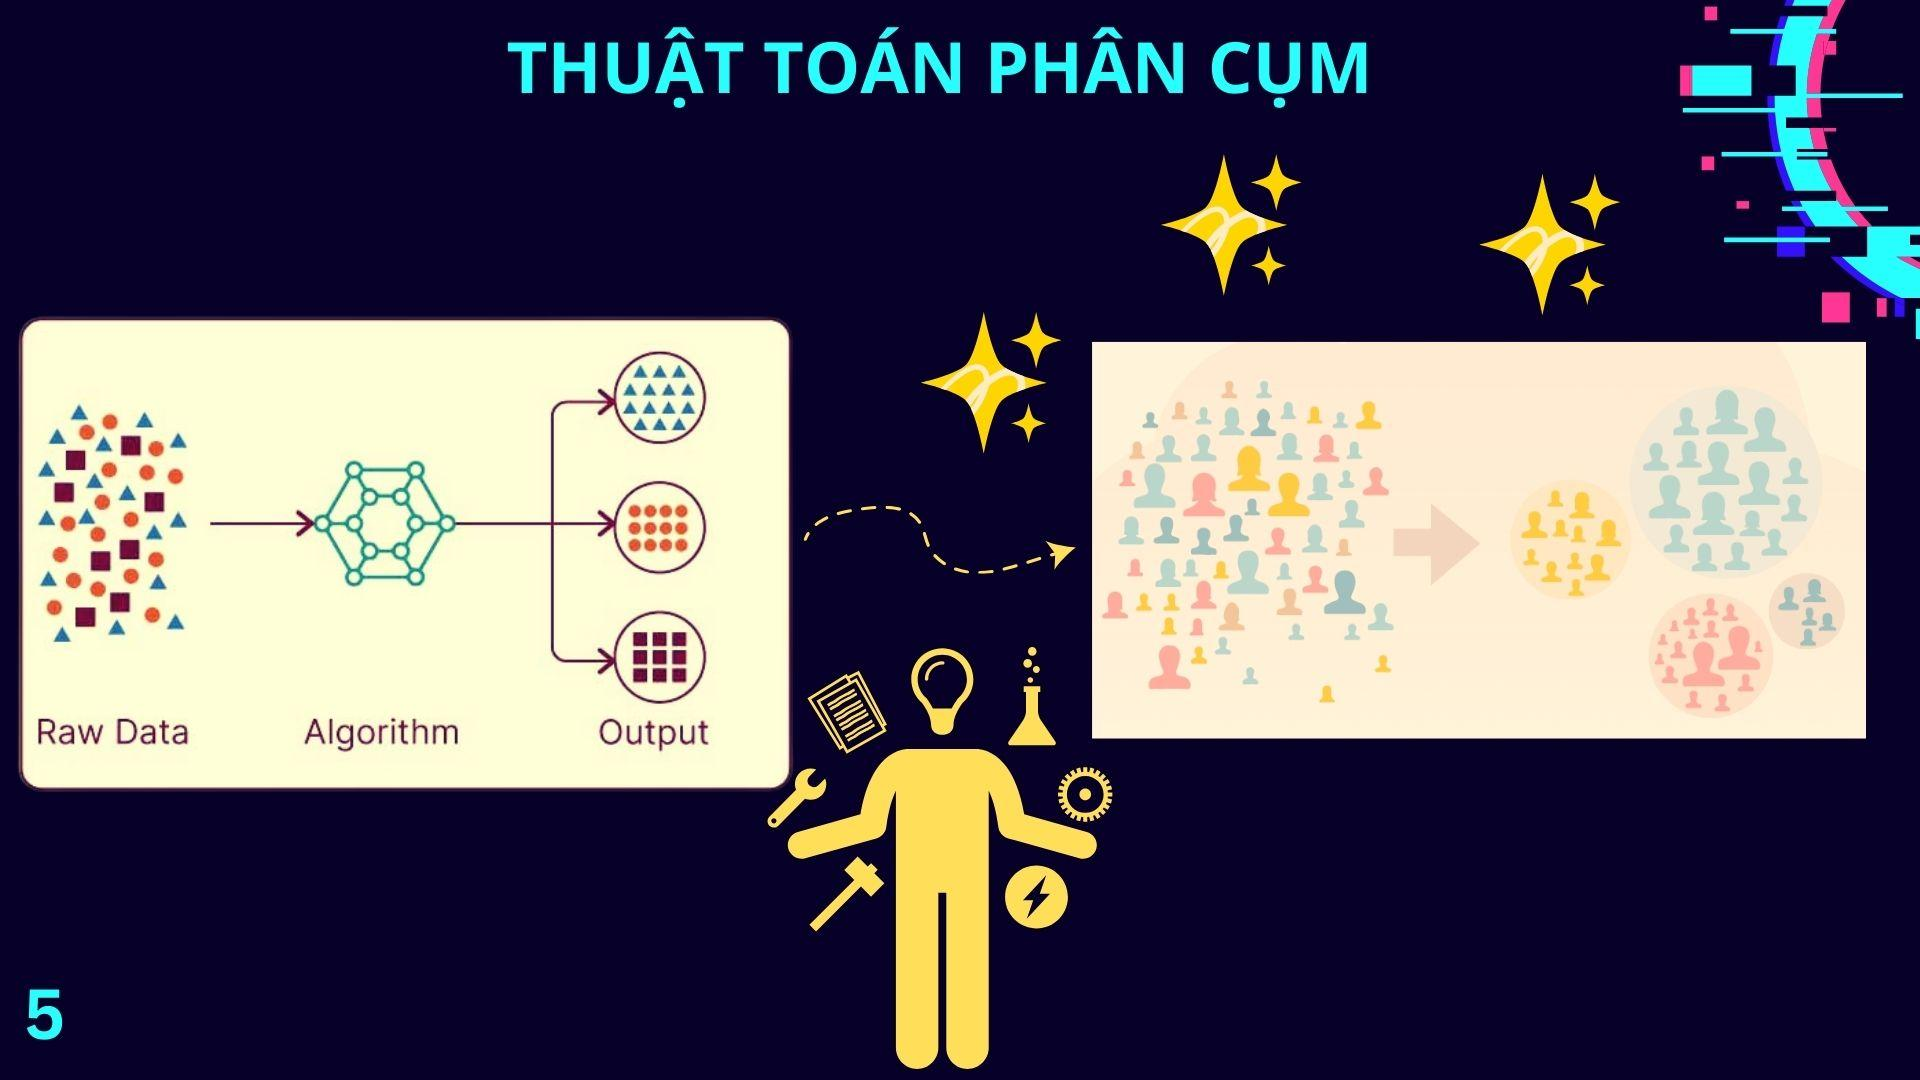 THUẬT TOÁN PHÂN CỤM
Raw Data
Algorithm
Output
5